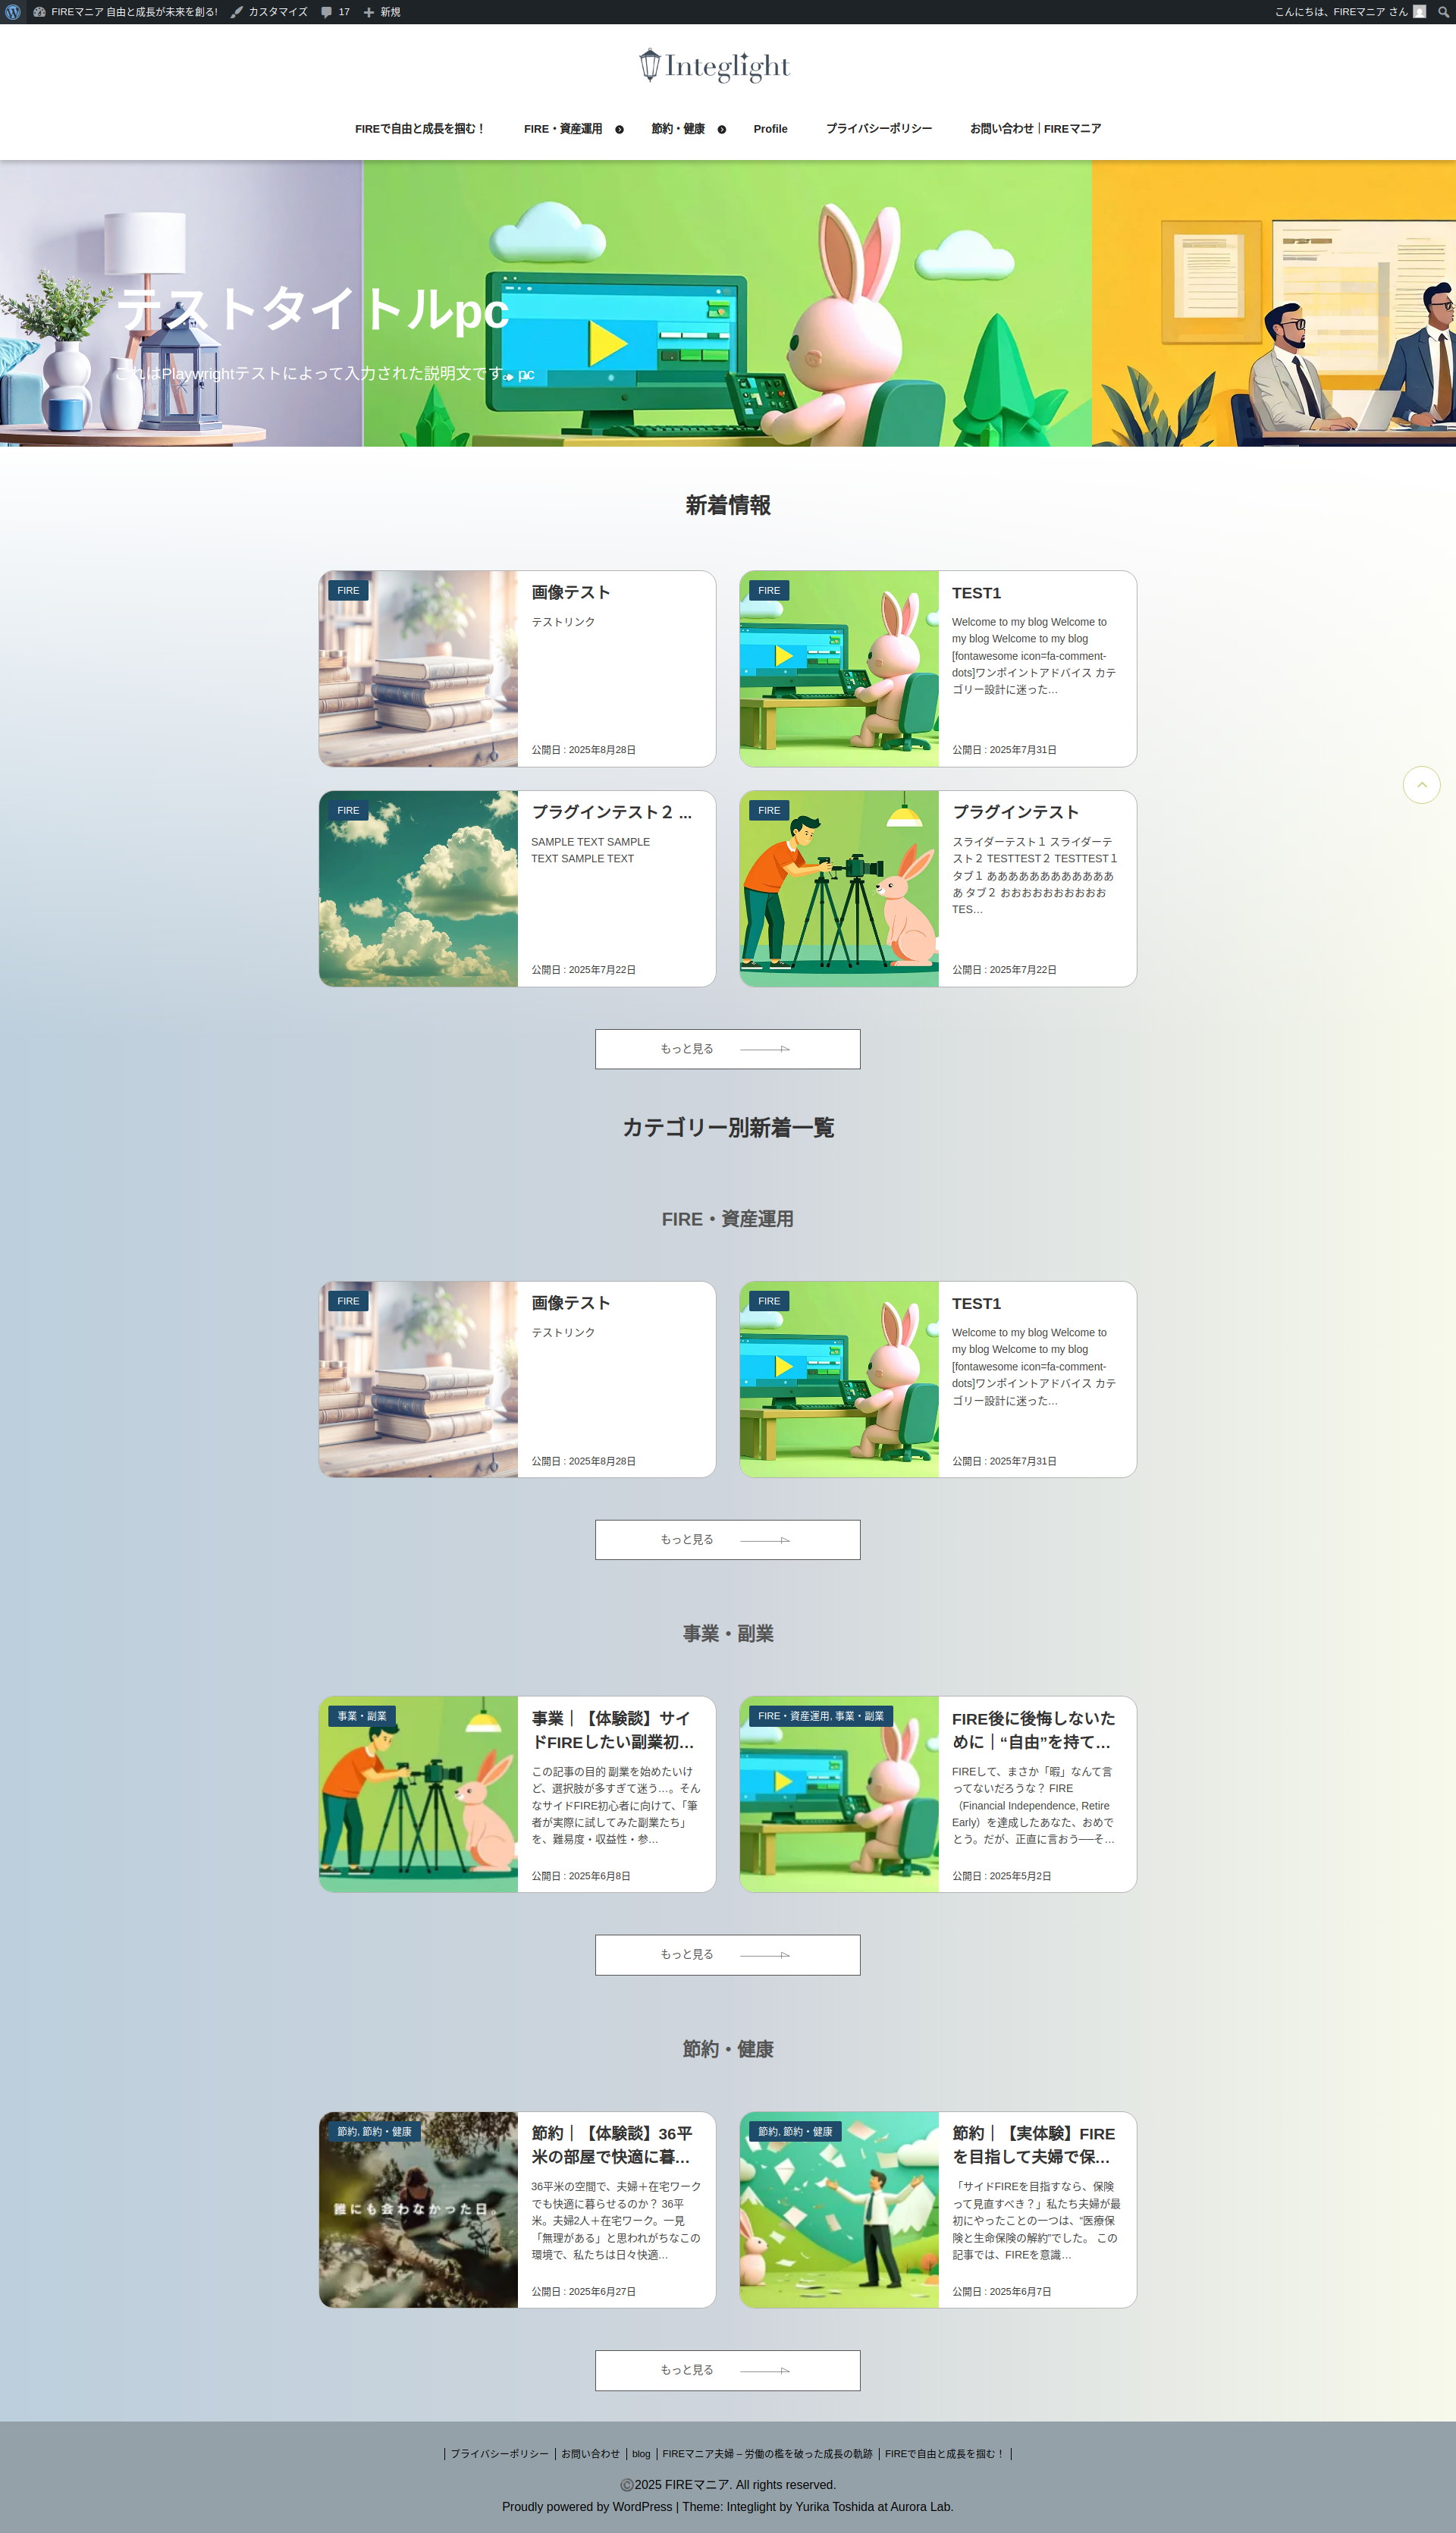 FIREマニア 自由と成長が未来を創る! カスタマイズ 17 新規 こんにちは、FIREマニア さん
Integlight
FIREで自由と成長を掴む！ FIRE・資産運用 節約・健康 Profile プライバシーポリシー お問い合わせ｜FIREマニア
テストタイトルpc
これはPlaywrightテストによって入力された説明文です。pc
新着情報
FIRE
画像テスト
テストリンク
公開日 : 2025年8月28日
FIRE
TEST1
Welcome to my blog Welcome to
my blog Welcome to my blog
[fontawesome icon=fa-comment-
dots]ワンポイントアドバイス カテ
ゴリー設計に迷った…
公開日 : 2025年7月31日
FIRE
プラグインテスト２ ...
SAMPLE TEXT SAMPLE
TEXT SAMPLE TEXT
公開日 : 2025年7月22日
FIRE
プラグインテスト
スライダーテスト１ スライダーテ
スト２ TESTTEST２ TESTTEST１
タブ１ ああああああああああああ
あ タブ２ おおおおおおおおおお
TES…
公開日 : 2025年7月22日
もっと見る
カテゴリー別新着一覧
FIRE・資産運用
FIRE
画像テスト
テストリンク
公開日 : 2025年8月28日
FIRE
TEST1
Welcome to my blog Welcome to
my blog Welcome to my blog
[fontawesome icon=fa-comment-
dots]ワンポイントアドバイス カテ
ゴリー設計に迷った…
公開日 : 2025年7月31日
もっと見る
事業・副業
事業・副業
事業｜【体験談】サイ
ドFIREしたい副業初...
この記事の目的 副業を始めたいけ
ど、選択肢が多すぎて迷う…。そん
なサイドFIRE初心者に向けて、「筆
者が実際に試してみた副業たち」
を、難易度・収益性・参…
公開日 : 2025年6月8日
FIRE・資産運用, 事業・副業
FIRE後に後悔しないた
めに｜“自由”を持て...
FIREして、まさか「暇」なんて言
ってないだろうな？ FIRE
（Financial Independence, Retire
Early）を達成したあなた、おめで
とう。だが、正直に言おう──そ…
公開日 : 2025年5月2日
もっと見る
節約・健康
節約, 節約・健康
誰にも会わなかった日。
節約｜【体験談】36平
米の部屋で快適に暮...
36平米の空間で、夫婦＋在宅ワーク
でも快適に暮らせるのか？ 36平
米。夫婦2人＋在宅ワーク。一見
「無理がある」と思われがちなこの
環境で、私たちは日々快適…
公開日 : 2025年6月27日
節約, 節約・健康
節約｜【実体験】FIRE
を目指して夫婦で保...
「サイドFIREを目指すなら、保険
って見直すべき？」私たち夫婦が最
初にやったことの一つは、“医療保
険と生命保険の解約”でした。 この
記事では、FIREを意識…
公開日 : 2025年6月7日
もっと見る
プライバシーポリシー お問い合わせ blog FIREマニア夫婦 – 労働の檻を破った成長の軌跡 FIREで自由と成長を掴む！
©2025 FIREマニア. All rights reserved.
Proudly powered by WordPress | Theme: Integlight by Yurika Toshida at Aurora Lab.